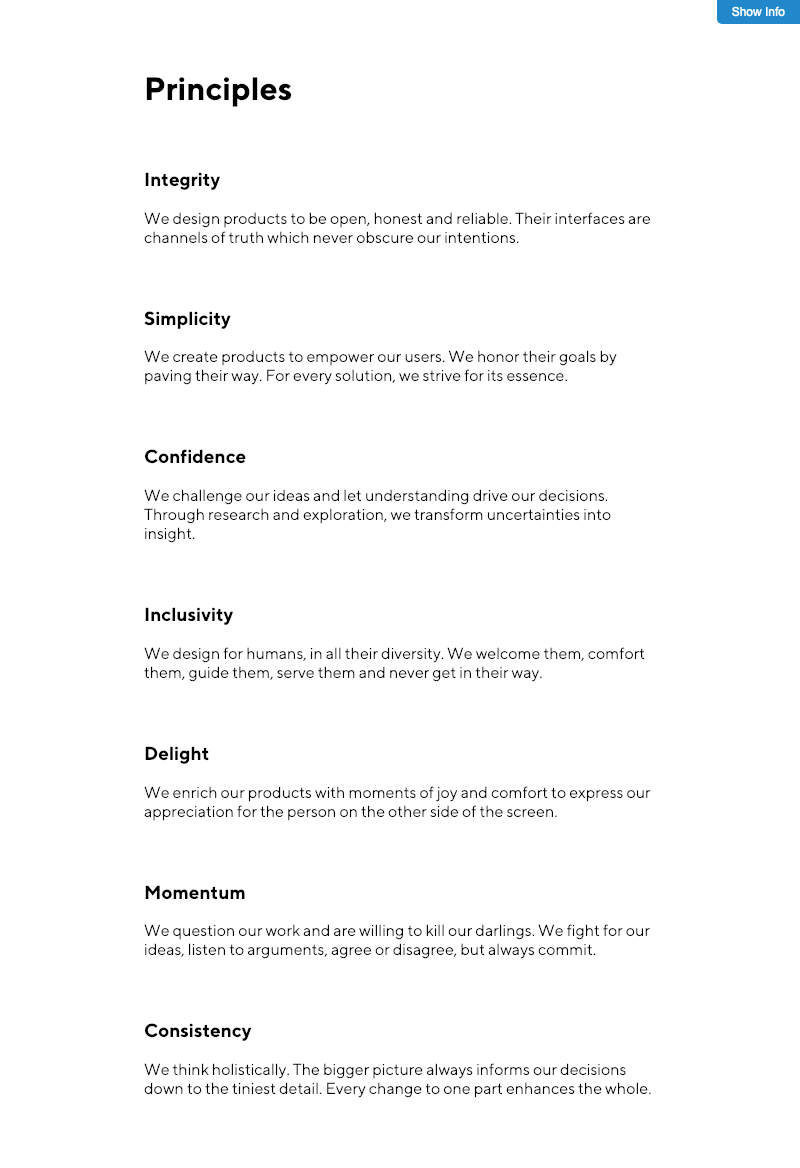 Show Info
Principles
Integrity
We design products to be open, honest and reliable. Their interfaces are
channels of truth which never obscure our intentions.
Simplicity
We create products to empower our users. We honor their goals by
paving their way. For every solution, we strive for its essence.
Confidence
We challenge our ideas and let understanding drive our decisions.
Through research and exploration, we transform uncertainties into
insight.
Inclusivity
We design for humans, in all their diversity. We welcome them, comfort
them, guide them, serve them and never get in their way.
Delight
We enrich our products with moments of joy and comfort to express our
appreciation for the person on the other side of the screen.
Momentum
We question our work and are willing to kill our darlings. We fight for our
ideas, listen to arguments, agree or disagree, but always commit.
Consistency
We think holistically. The bigger picture always informs our decisions
down to the tiniest detail. Every change to one part enhances the whole.